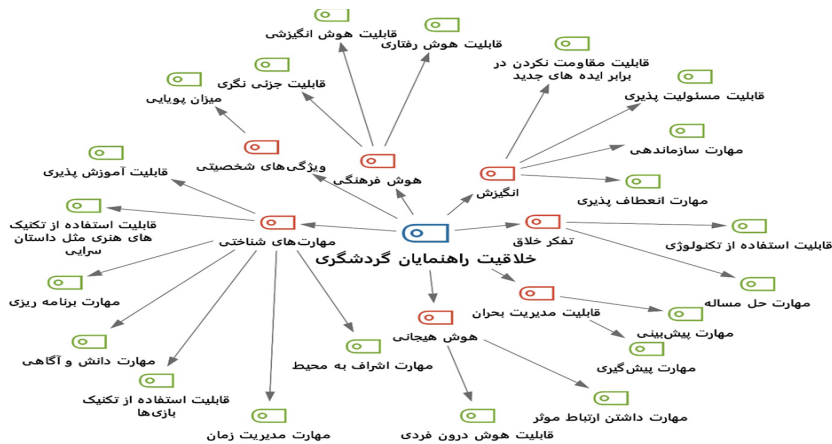 قابلیت هوش انگیزشی
قابلیت هوش رفتاری
قابلیت مقاومت نکردن در
برابر ایده های جدید
قابلیت جزنی نگری
قابلیت مسئولیت پذیری
میزان پویایی
مهارت سازماندهی
ویژگی‌های شخصیتی
هوش فرهنگی
انگیزش
قابلیت آموزش پذیری
مهارت انعطاف پذیری
قابلیت استفاده از تکنیک
های هنری مثل داستان
سرایی
مهارت‌های شناختی
تفکر خلاق
قابلیت استفاده از تکنولوژی
خلاقیت راهنمایان گردشگری
مهارت برنامه ریزی
قابلیت مدیریت بحران
مهارت حل مساله
هوش هیجانی
مهارت پیش‌بینی
مهارت دانش و آگاهی
مهارت اشراف به محیط
مهارت پیش‌گیری
قابلیت استفاده از تکنیک
بازی‌ها
مهارت مدیریت زمان
قابلیت هوش درون فردی
مهارت داشتن ارتباط موثر